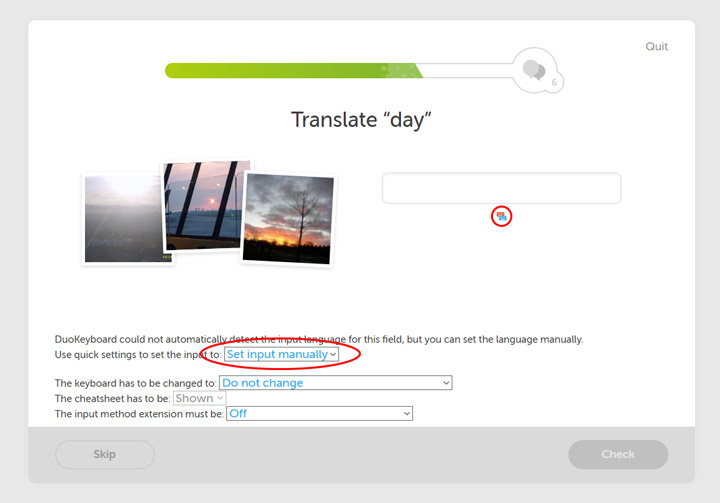 Quit
6
Translate “day”
DuoKeyboard could not automatically detect the input language for this field, but you can set the language manually.
Use quick settings to set the input to: Set input manually
The keyboard has to be changed to: Do not change
The cheatsheet has to be: Shown
The input method extension must be: Off
Skip
Check